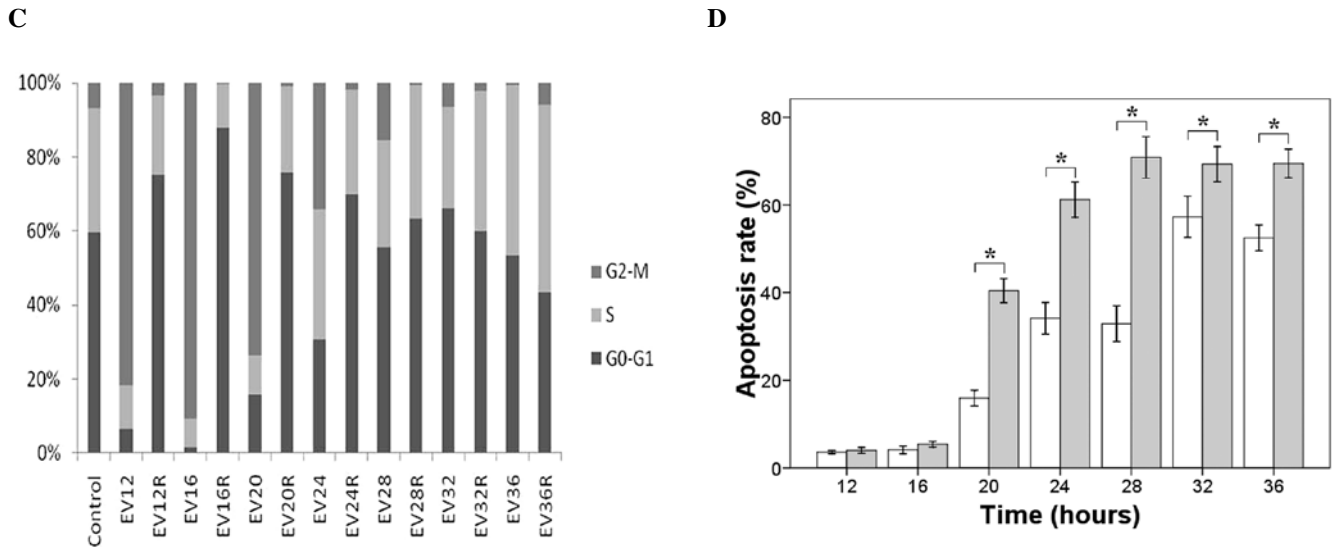 C
D
100%
80%
60%
40%
20%
0%
Control
EV12
EV12R
EV16
EV16R
EV20
EV20R
EV24
EV24R
EV28
EV28R
EV32
EV32R
EV36
EV36R
G2-M
S
G0-G1
Apoptosis rate (%)
80
60
40
20
0
*
*
*
*
*
12 16 20 24 28 32 36
Time (hours)